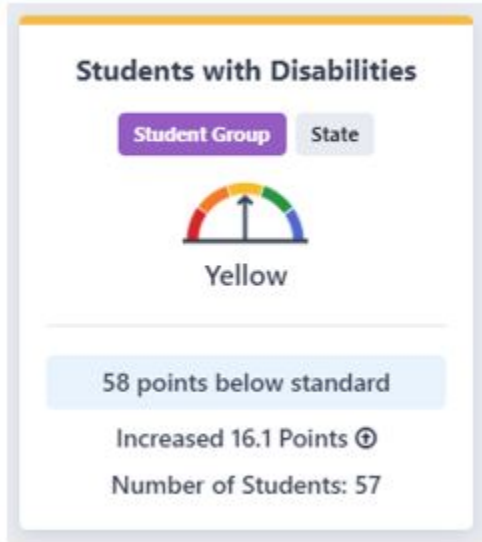 Students with Disabilities
Student Group State
Yellow
58 points below standard
Increased 16.1 Points
Number of Students: 57